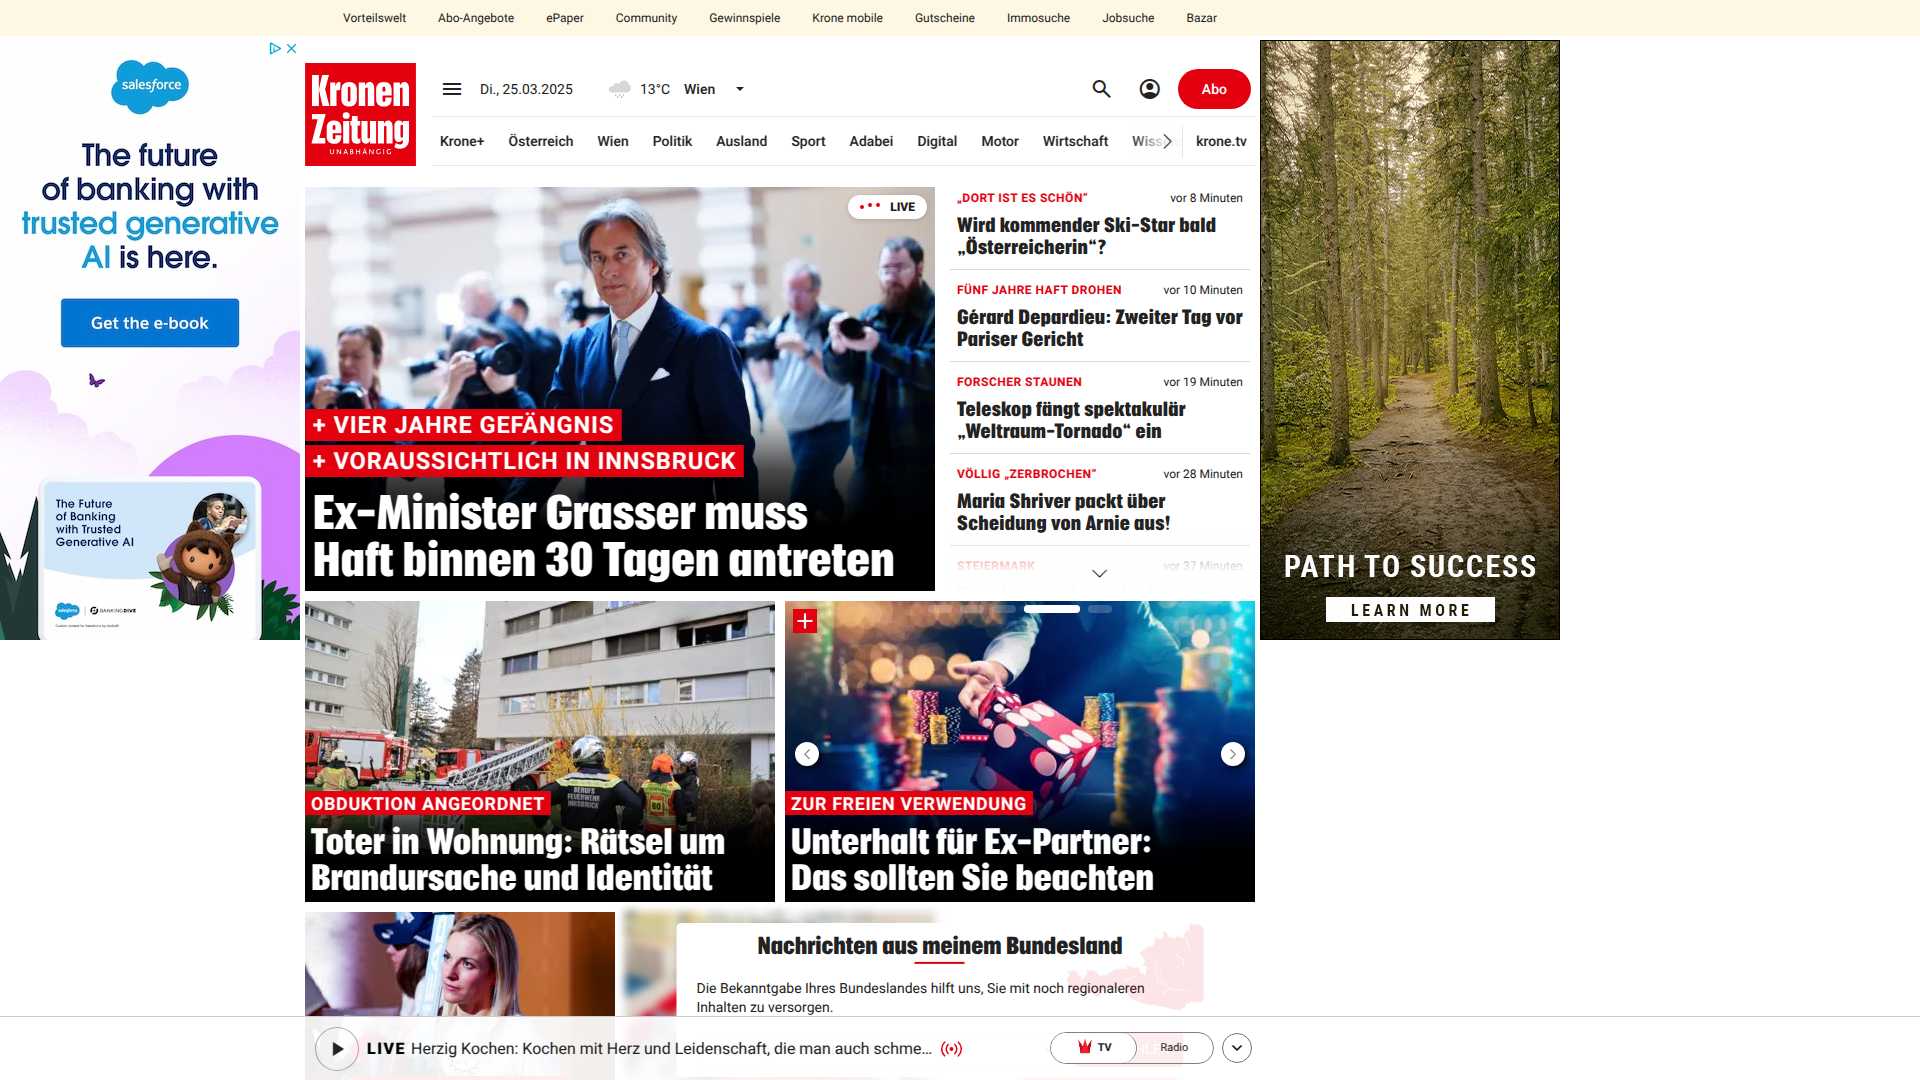 Vorteilswelt Abo-Angebote ePaper Community Gewinnspiele Krone mobile Gutscheine Immosuche Jobsuche Bazar
salesforce
The future
of banking with
trusted generative
AI is here.
Get the e-book
The Future
of Banking
with Trusted
Generative AI
salesforce
BANKINGDIVE
Kronen
Zeitung
UNABHÄNGIG
Di., 25.03.2025
13°C Wien
Abo
Krone+ Österreich Wien Politik Ausland Sport Adabei Digital Motor Wirtschaft krone.tv
LIVE
+ VIER JAHRE GEFÄNGNIS
+ VORAUSSICHTLICH IN INNSBRUCK
Ex-Minister Grasser muss
Haft binnen 30 Tagen antreten
„DORT IST ES SCHÖN“ vor 8 Minuten
Wird kommender Ski-Star bald
„Österreicherin“?
FÜNF JAHRE HAFT DROHEN vor 10 Minuten
Gérard Depardieu: Zweiter Tag vor
Pariser Gericht
FORSCHER STAUNEN vor 19 Minuten
Teleskop fängt spektakulär
„Weltraum-Tornado“ ein
VÖLLIG „ZERBROCHEN“ vor 28 Minuten
Maria Shriver packt über
Scheidung von Arnie aus!
STEIERMARK vor 37 Minuten
PATH TO SUCCESS
LEARN MORE
BERUFS
FEUERWEHR
INNSBRUCK
OBDUKTION ANGEORDNET
Toter in Wohnung: Rätsel um
Brandursache und Identität
ZUR FREIEN VERWENDUNG
Unterhalt für Ex-Partner:
Das sollten Sie beachten
Nachrichten aus meinem Bundesland
Die Bekanntgabe Ihres Bundeslandes hilft uns, Sie mit noch regionaleren
Inhalten zu versorgen.
LIVE Herzig Kochen: Kochen mit Herz und Leidenschaft, die man auch schme...
TV
Radio